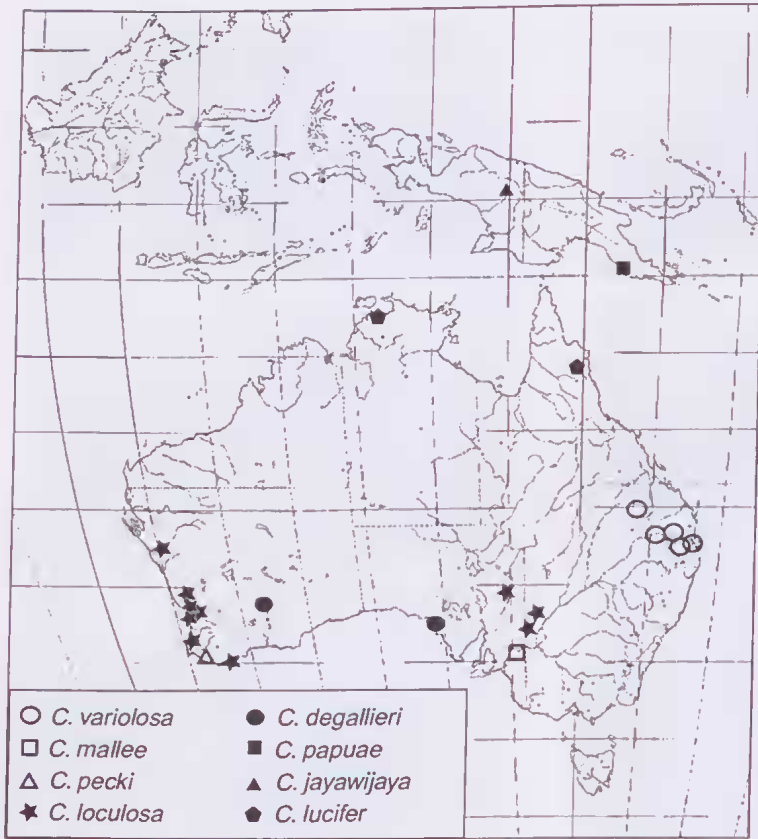 C. variolosa
C. mallee
C. pecki
C. loculosa
C. degallieri
C. papuae
C. jayawijaya
C. lucifer